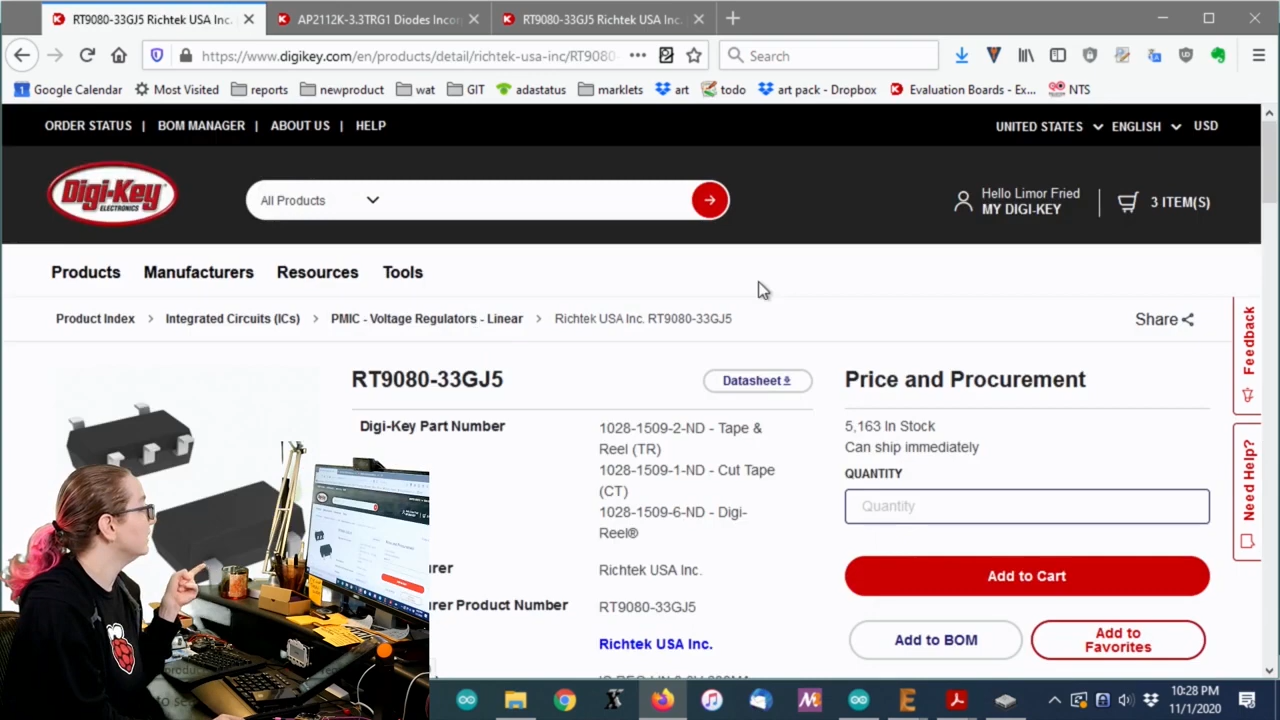 RT9080-33GJ5 Richtek USA Inc.
AP2112K-3.3TRG1 Diodes Incor
RT9080-33GJ5 Richtek USA Inc.
https://www.digikey.com/en/products/detail/richtek-usa-inc/RT9080-
Search
Google Calendar
Most Visited
reports
newproduct
wat
GIT
adastatus
marklets
art
todo
art pack - Dropbox
Evaluation Boards - Ex...
NTS
ORDER STATUS | BOM MANAGER | ABOUT US | HELP
UNITED STATES ENGLISH USD
Digi-Key
ELECTRONICS
All Products
Hello Limor Fried
MY DIGI-KEY
3 ITEM(S)
Products Manufacturers Resources Tools
Product Index > Integrated Circuits (ICs) > PMIC - Voltage Regulators - Linear > Richtek USA Inc. RT9080-33GJ5
Share
Feedback
Need Help?
RT9080-33GJ5
Datasheet
Digi-Key Part Number
1028-1509-2-ND - Tape &
Reel (TR)
1028-1509-1-ND - Cut Tape
(CT)
1028-1509-6-ND - Digi-
Reel®
rer
Richtek USA Inc.
rer Product Number
RT9080-33GJ5
Richtek USA Inc.
Price and Procurement
5,163 In Stock
Can ship immediately
QUANTITY
Quantity
Add to Cart
Add to BOM
Add to
Favorites
10:28 PM
11/1/2020